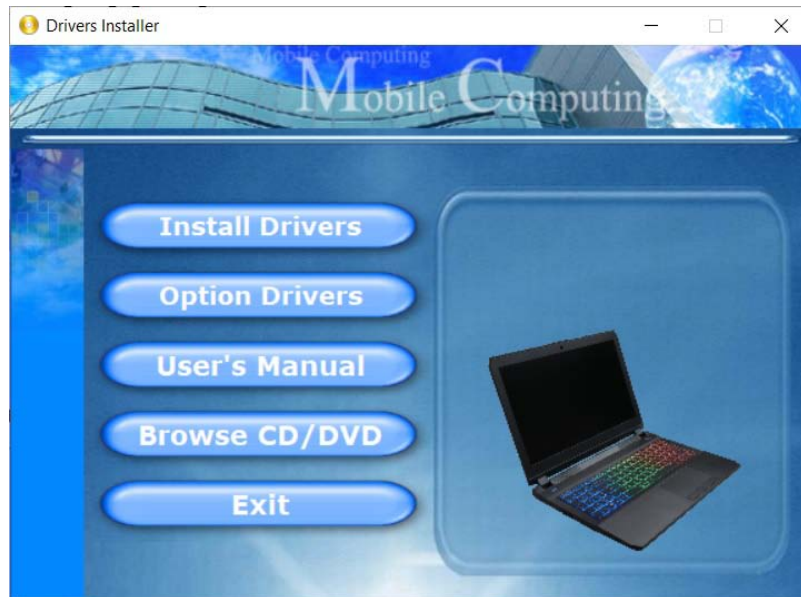 Drivers Installer
Mobile Computing
Mobile Computing
Install Drivers
Option Drivers
User's Manual
Browse CD/DVD
Exit